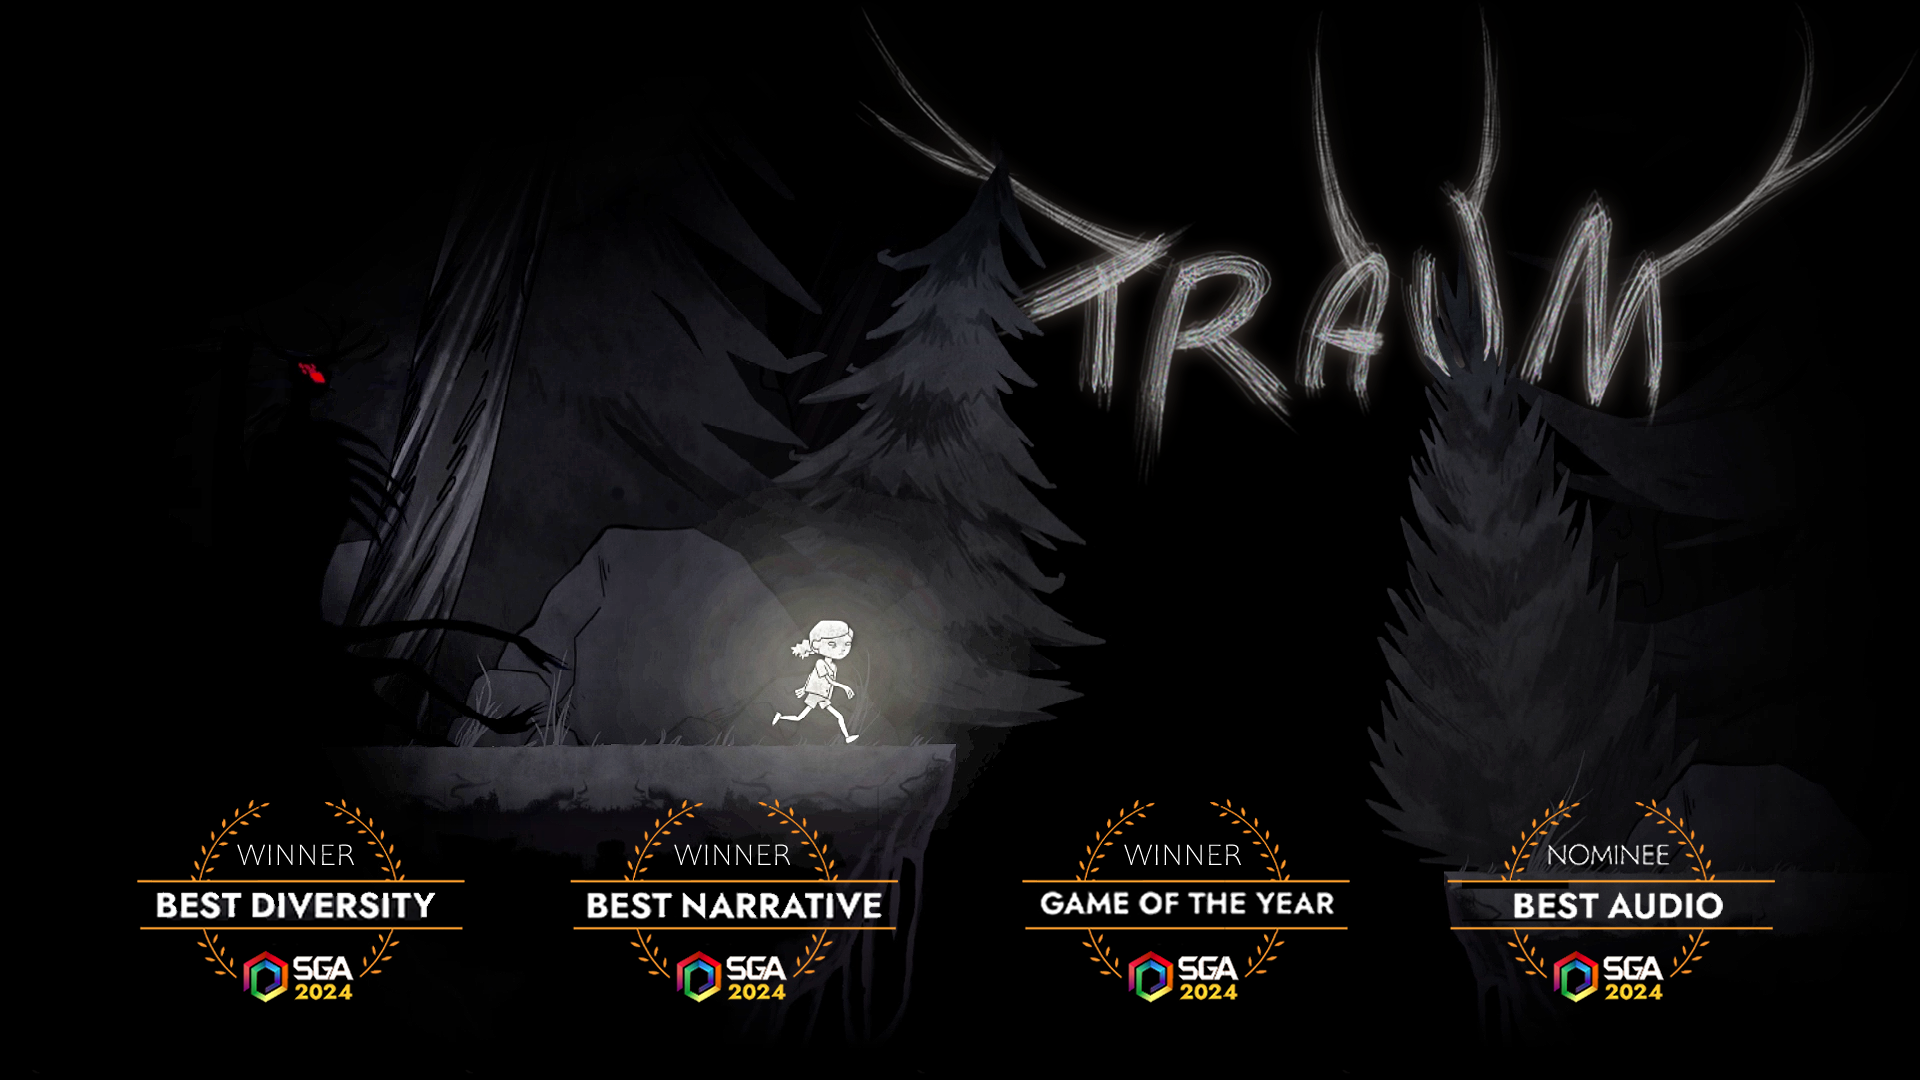 TRAUM
WINNER
BEST DIVERSITY
SGA
2024
WINNER
BEST NARRATIVE
SGA
2024
WINNER
GAME OF THE YEAR
SGA
2024
NOMINEE
BEST AUDIO
SGA
2024